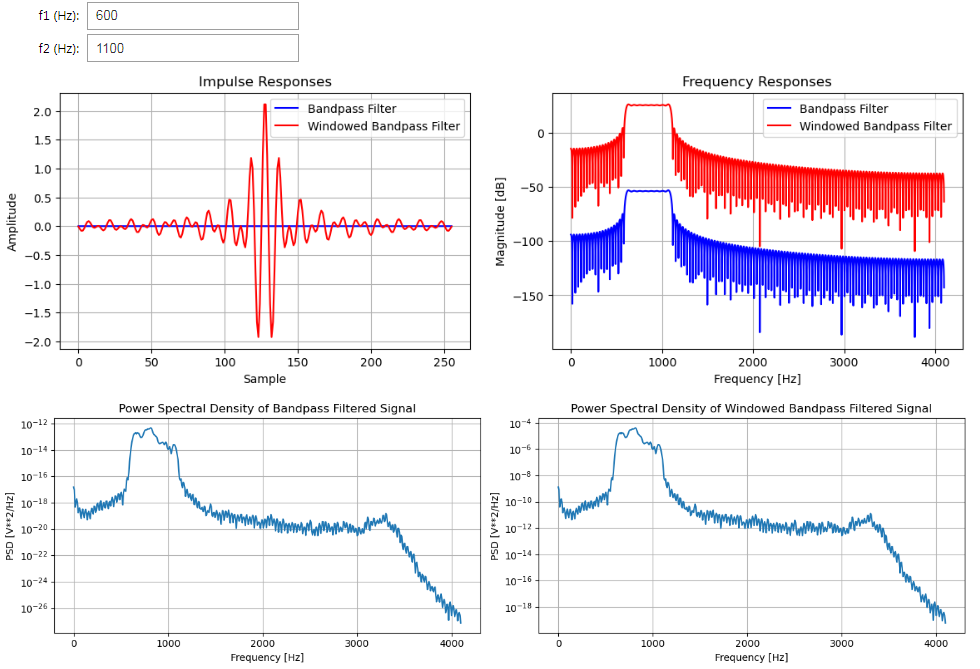 f1 (Hz): 600
f2 (Hz): 1100
Impulse Responses
Bandpass Filter
Windowed Bandpass Filter
2.0
1.5
1.0
0.5
0.0
−0.5
−1.0
−1.5
−2.0
Amplitude
0 50 100 150 200 250
Sample
Frequency Responses
Bandpass Filter
Windowed Bandpass Filter
0
−50
−100
−150
Magnitude [dB]
0 1000 2000 3000 4000
Frequency [Hz]
Power Spectral Density of Bandpass Filtered Signal
10⁻¹²
10⁻¹⁴
10⁻¹⁶
10⁻¹⁸
10⁻²⁰
10⁻²²
10⁻²⁴
10⁻²⁶
PSD [V**2/Hz]
0 1000 2000 3000 4000
Frequency [Hz]
Power Spectral Density of Windowed Bandpass Filtered Signal
10⁻⁴
10⁻⁶
10⁻⁸
10⁻¹⁰
10⁻¹²
10⁻¹⁴
10⁻¹⁶
10⁻¹⁸
PSD [V**2/Hz]
0 1000 2000 3000 4000
Frequency [Hz]